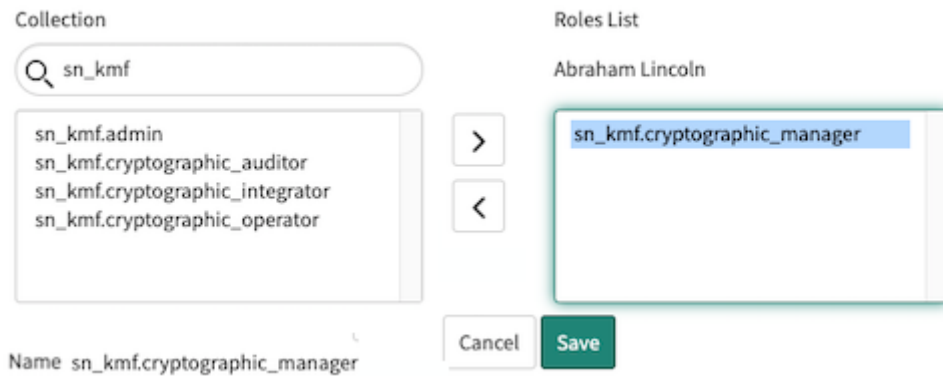 Collection
sn_kmf
sn_kmf.admin
sn_kmf.cryptographic_auditor
sn_kmf.cryptographic_integrator
sn_kmf.cryptographic_operator
Roles List
Abraham Lincoln
sn_kmf.cryptographic_manager
Cancel
Save
Name sn_kmf.cryptographic_manager